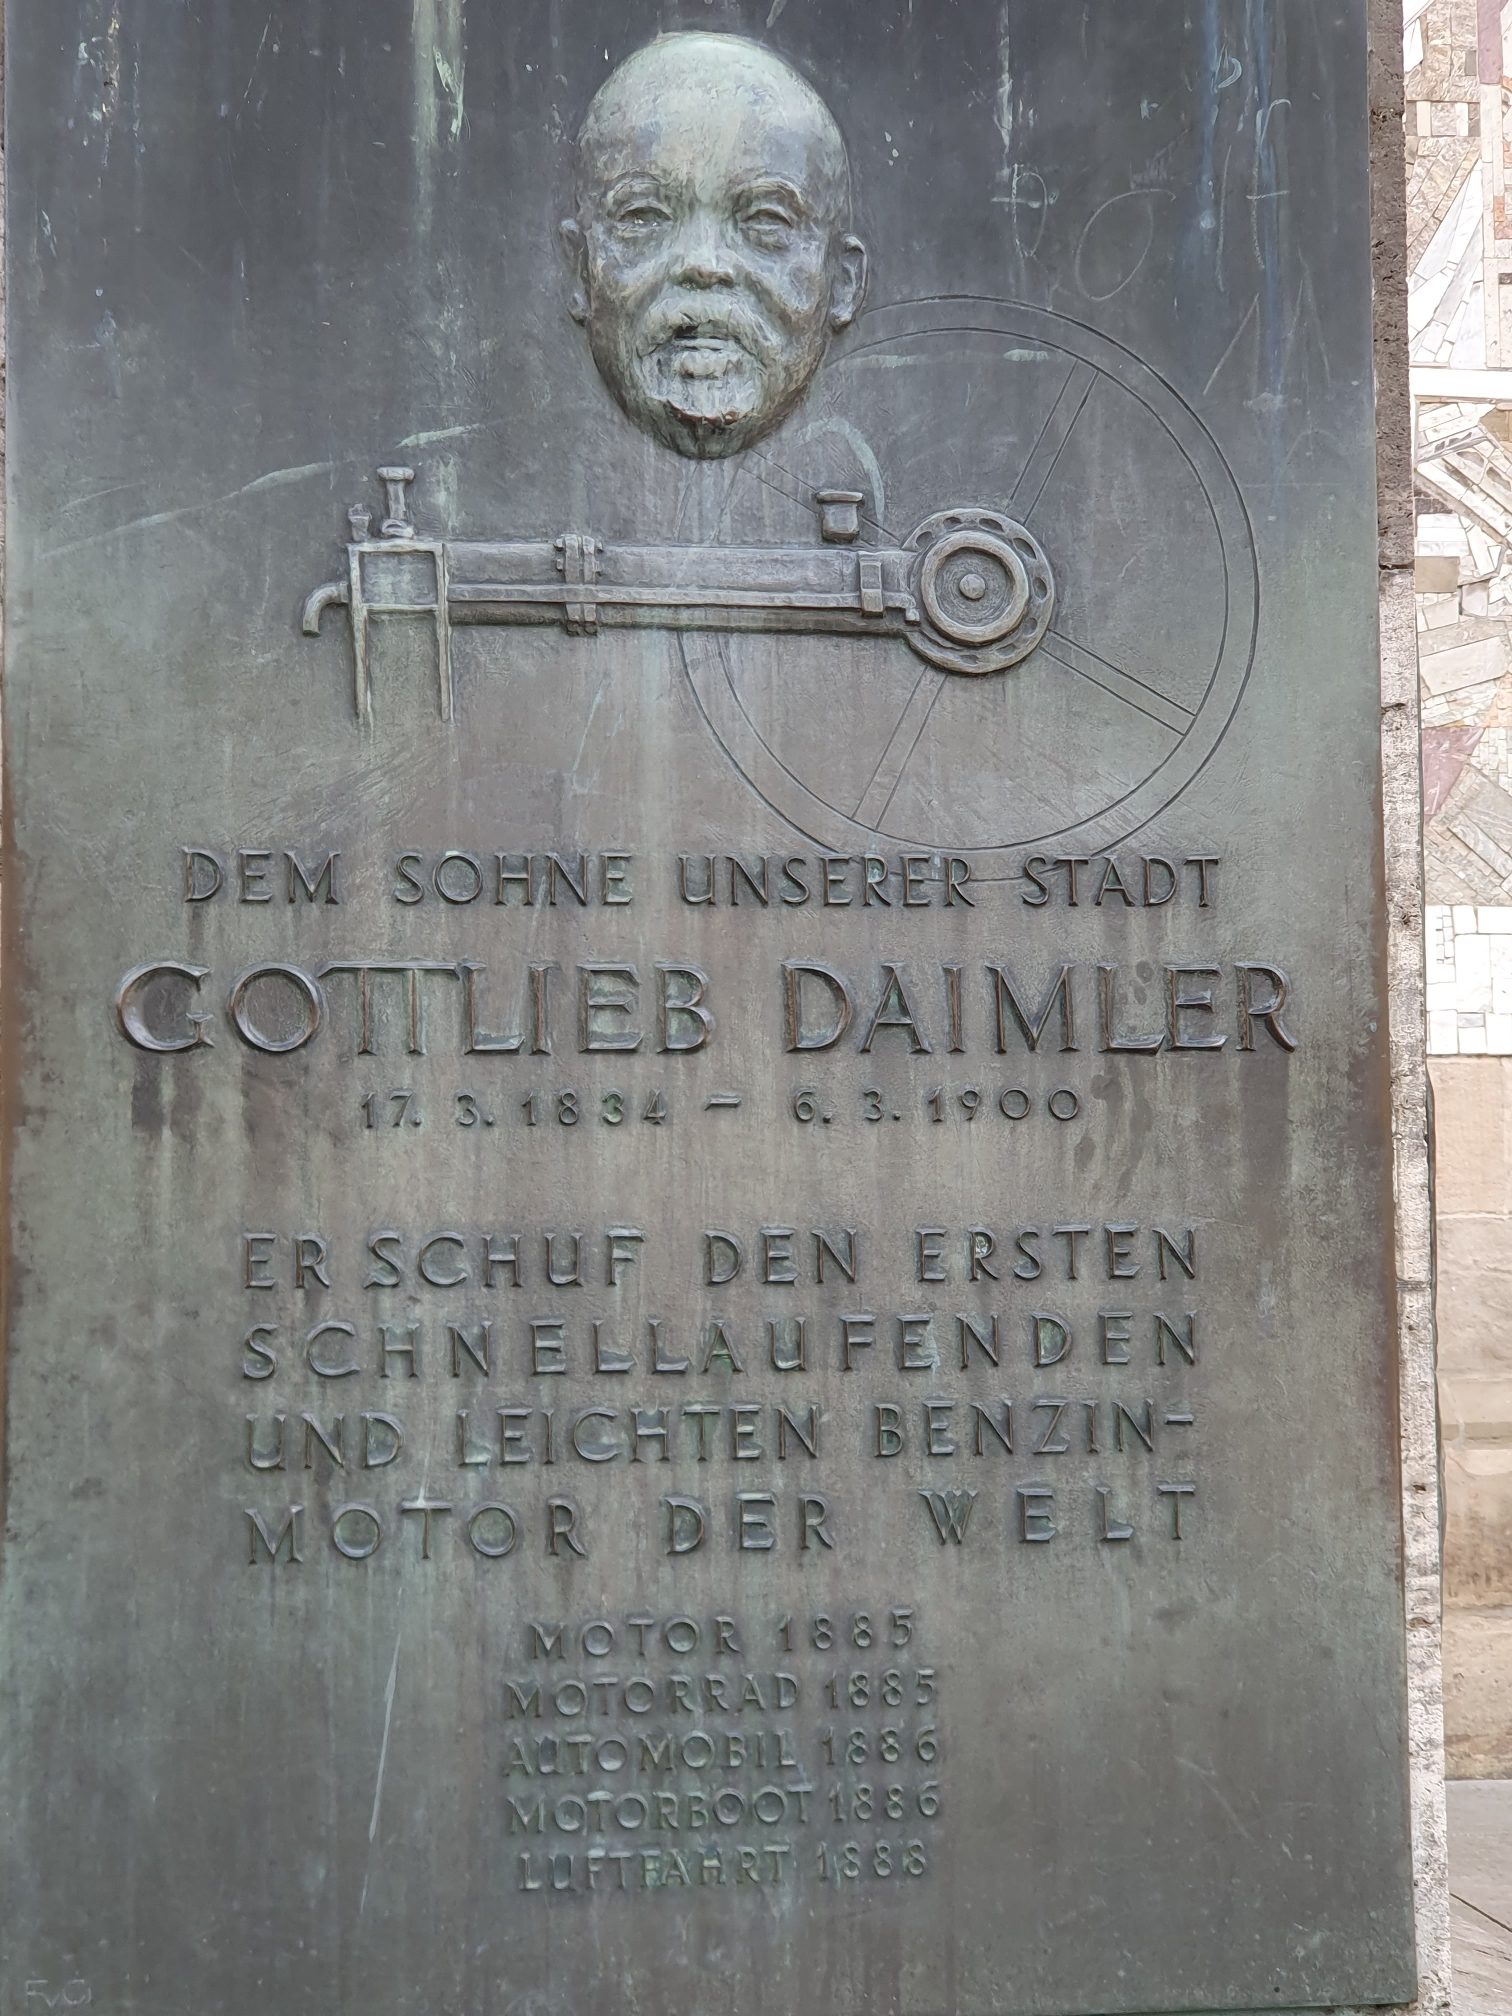 DEM SOHNE UNSERER STADT
GOTTLIEB DAIMLER
17. 3. 1834 - 6. 3. 1900
ER SCHUF DEN ERSTEN
SCHNELLAUFENDEN
UND LEICHTEN BENZIN-
MOTOR DER WELT
MOTOR 1885
MOTORRAD 1885
AUTOMOBIL 1886
MOTORBOOT 1886
LUFTFAHRT 1888